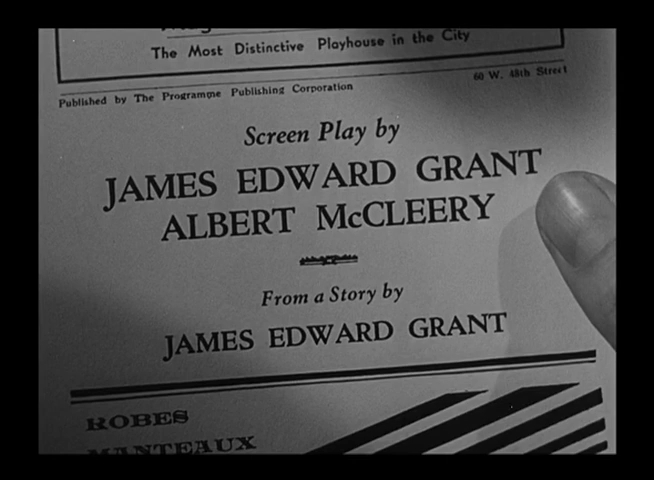 The Most Distinctive Playhouse in the City
Published by The Programme Publishing Corporation 60 W. 48th Street
Screen Play by
JAMES EDWARD GRANT
ALBERT McCLEERY
From a Story by
JAMES EDWARD GRANT
ROBES
MANTEAUX